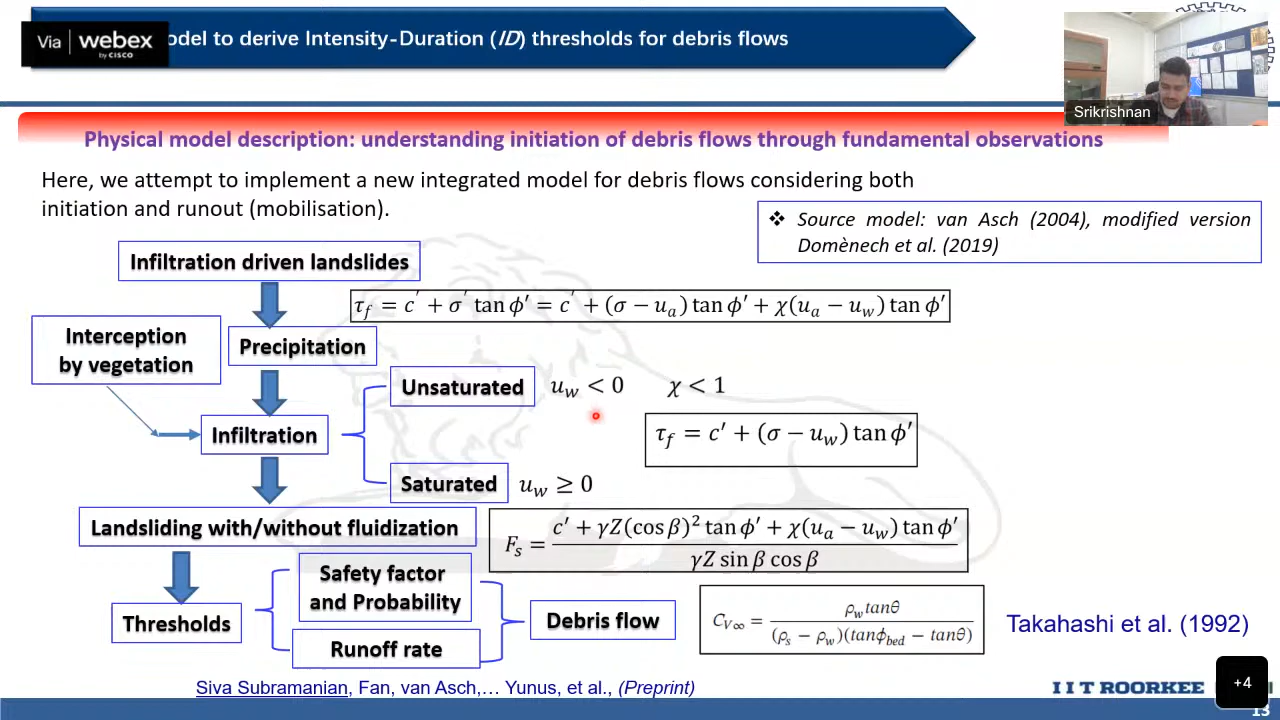 Via webex
by CISCO
odel to derive Intensity-Duration (ID) thresholds for debris flows
Srikrishnan
Physical model description: understanding initiation of debris flows through fundamental observations
Here, we attempt to implement a new integrated model for debris flows considering both
initiation and runout (mobilisation).
❖ Source model: van Asch (2004), modified version
Domènech et al. (2019)
Infiltration driven landslides
τ_f = c′ + σ′ tan ϕ′ = c′ + (σ − u_a) tan ϕ′ + χ(u_a − u_w) tan ϕ′
Interception
by vegetation
Precipitation
Unsaturated u_w < 0 χ < 1
Infiltration
τ_f = c′ + (σ − u_w) tan ϕ′
Saturated u_w ≥ 0
Landsliding with/without fluidization
F_s = (c′ + γZ(cos β)² tan ϕ′ + χ(u_a − u_w) tan ϕ′) / (γZ sin β cos β)
Safety factor
and Probability
Thresholds
Runoff rate
Debris flow
C_V∞ = ρ_w tanθ / ((ρ_s − ρ_w)(tanϕ_bed − tanθ))
Takahashi et al. (1992)
Siva Subramanian, Fan, van Asch,… Yunus, et al., (Preprint)
IIT ROORKEE
+4
13